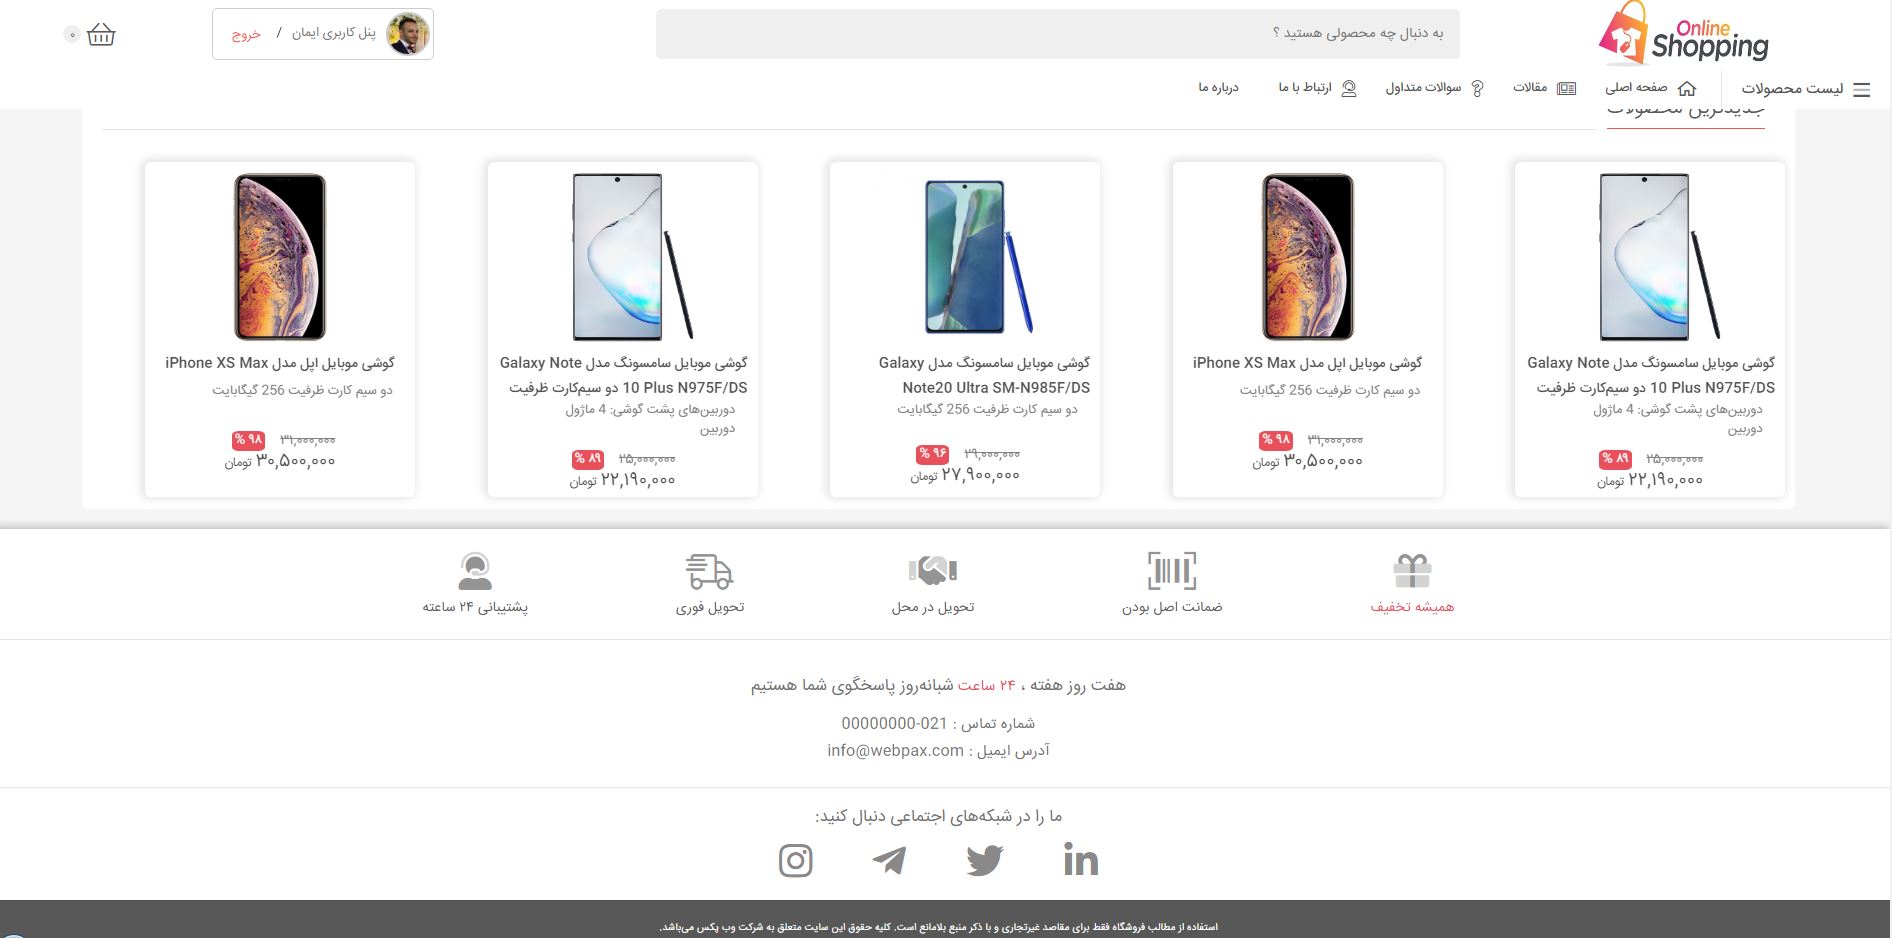 Online
Shopping
به دنبال چه محصولی هستید ؟
پنل کاربری ایمان / خروج
۰
لیست محصولات
صفحه اصلی
مقالات
سوالات متداول
ارتباط با ما
درباره ما
جدیدترین محصولات
گوشی موبایل سامسونگ مدل Galaxy Note
10 Plus N975F/DS دو سیم‌کارت ظرفیت
دوربین‌های پشت گوشی: 4 ماژول
دوربین
۲۵,۰۰۰,۰۰۰ ۸۹ %
۲۲,۱۹۰,۰۰۰ تومان
گوشی موبایل اپل مدل iPhone XS Max
دو سیم کارت ظرفیت 256 گیگابایت
۳۱,۰۰۰,۰۰۰ ۹۸ %
۳۰,۵۰۰,۰۰۰ تومان
گوشی موبایل سامسونگ مدل Galaxy
Note20 Ultra SM-N985F/DS
دو سیم کارت ظرفیت 256 گیگابایت
۲۹,۰۰۰,۰۰۰ ۹۶ %
۲۷,۹۰۰,۰۰۰ تومان
گوشی موبایل سامسونگ مدل Galaxy Note
10 Plus N975F/DS دو سیم‌کارت ظرفیت
دوربین‌های پشت گوشی: 4 ماژول
دوربین
۲۵,۰۰۰,۰۰۰ ۸۹ %
۲۲,۱۹۰,۰۰۰ تومان
گوشی موبایل اپل مدل iPhone XS Max
دو سیم کارت ظرفیت 256 گیگابایت
۳۱,۰۰۰,۰۰۰ ۹۸ %
۳۰,۵۰۰,۰۰۰ تومان
همیشه تخفیف
ضمانت اصل بودن
تحویل در محل
تحویل فوری
پشتیبانی ۲۴ ساعته
هفت روز هفته ، ۲۴ ساعت شبانه‌روز پاسخگوی شما هستیم
شماره تماس : 021-00000000
آدرس ایمیل : info@webpax.com
ما را در شبکه‌های اجتماعی دنبال کنید:
استفاده از مطالب فروشگاه فقط برای مقاصد غیرتجاری و با ذکر منبع بلامانع است. کلیه حقوق این سایت متعلق به شرکت وب پکس می‌باشد.